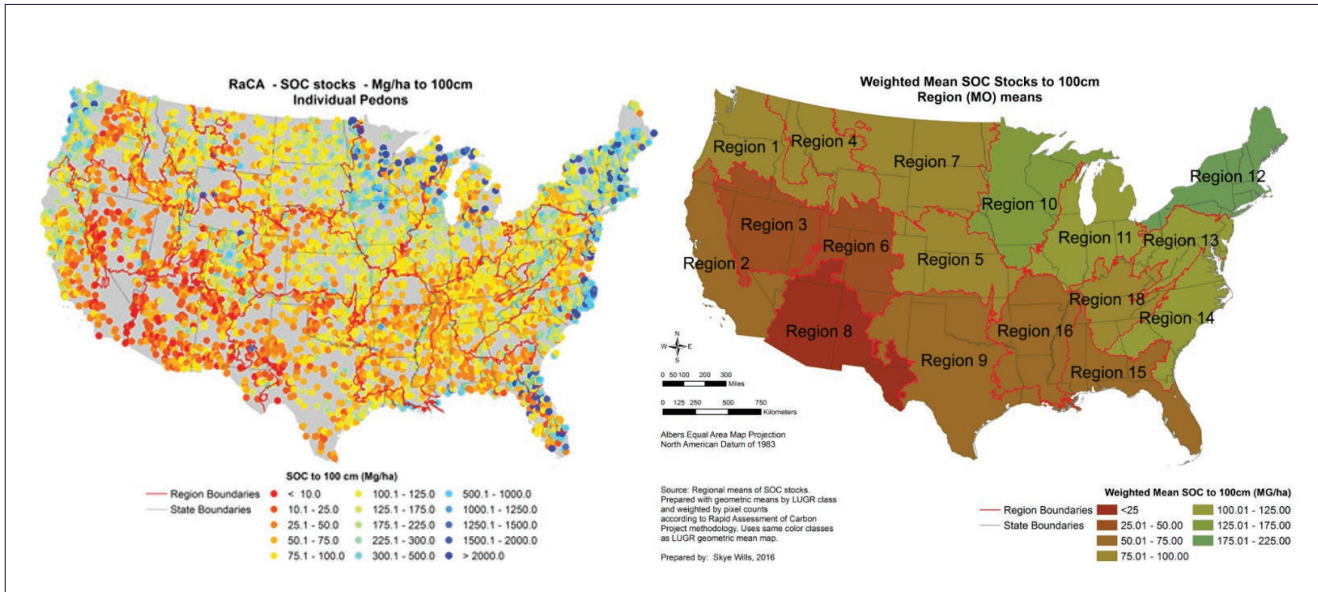 RaCA - SOC stocks - Mg/ha to 100cm
Individual Pedons
SOC to 100 cm (Mg/ha)
Region Boundaries
State Boundaries
< 10.0
10.1 - 25.0
25.1 - 50.0
50.1 - 75.0
75.1 - 100.0
100.1 - 125.0
125.1 - 175.0
175.1 - 225.0
225.1 - 300.0
300.1 - 500.0
500.1 - 1000.0
1000.1 - 1250.0
1250.1 - 1500.0
1500.1 - 2000.0
> 2000.0
Weighted Mean SOC Stocks to 100cm
Region (MO) means
Region 1
Region 4
Region 7
Region 12
Region 10
Region 3
Region 6
Region 11
Region 13
Region 2
Region 5
Region 18
Region 14
Region 8
Region 16
Region 9
Region 15
N
W E
S
0 50 100 200 300
Miles
0 125 250 500 750
Kilometers
Albers Equal Area Map Projection
North American Datum of 1983
Source: Regional means of SOC stocks.
Prepared with geometric means by LUGR class
and weighted by pixel counts
according to Rapid Assessment of Carbon
Project methodology. Uses same color classes
as LUGR geometric mean map.
Prepared by: Skye Wills, 2016
Weighted Mean SOC to 100cm (MG/ha)
Region Boundaries
State Boundaries
<25
25.01 - 50.00
50.01 - 75.00
75.01 - 100.00
100.01 - 125.00
125.01 - 175.00
175.01 - 225.00